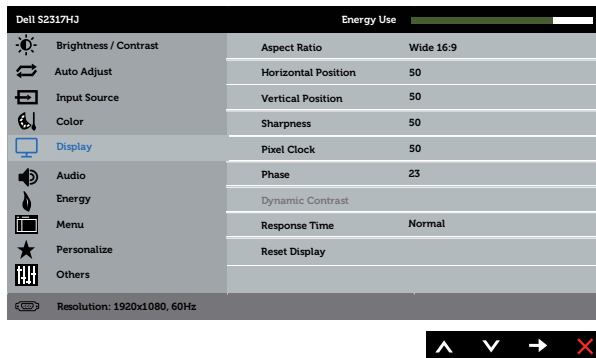 Dell S2317HJ Energy Use
Brightness / Contrast Aspect Ratio Wide 16:9
Auto Adjust Horizontal Position 50
Input Source Vertical Position 50
Color Sharpness 50
Display Pixel Clock 50
Audio Phase 23
Energy Dynamic Contrast
Menu Response Time Normal
Personalize Reset Display
Others
Resolution: 1920x1080, 60Hz